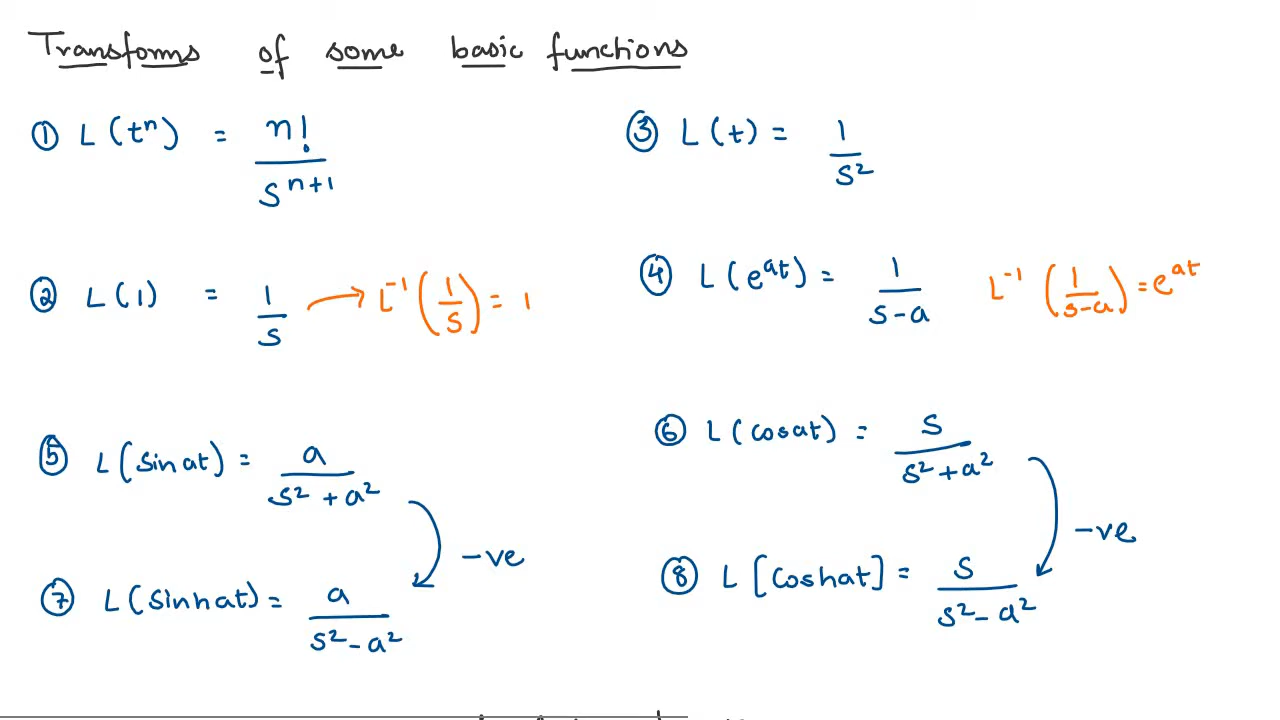 Transforms of some basic functions
① L(tⁿ) = n!/sⁿ⁺¹
③ L(t) = 1/s²
② L(1) = 1/s → L⁻¹(1/s) = 1
④ L(e^at) = 1/(s-a) L⁻¹(1/(s-a)) = e^at
⑤ L(sinat) = a/(s² + a²)
⑥ L(cosat) = s/(s² + a²)
-ve
-ve
⑦ L(sinhat) = a/(s² - a²)
⑧ L[coshat] = s/(s² - a²)